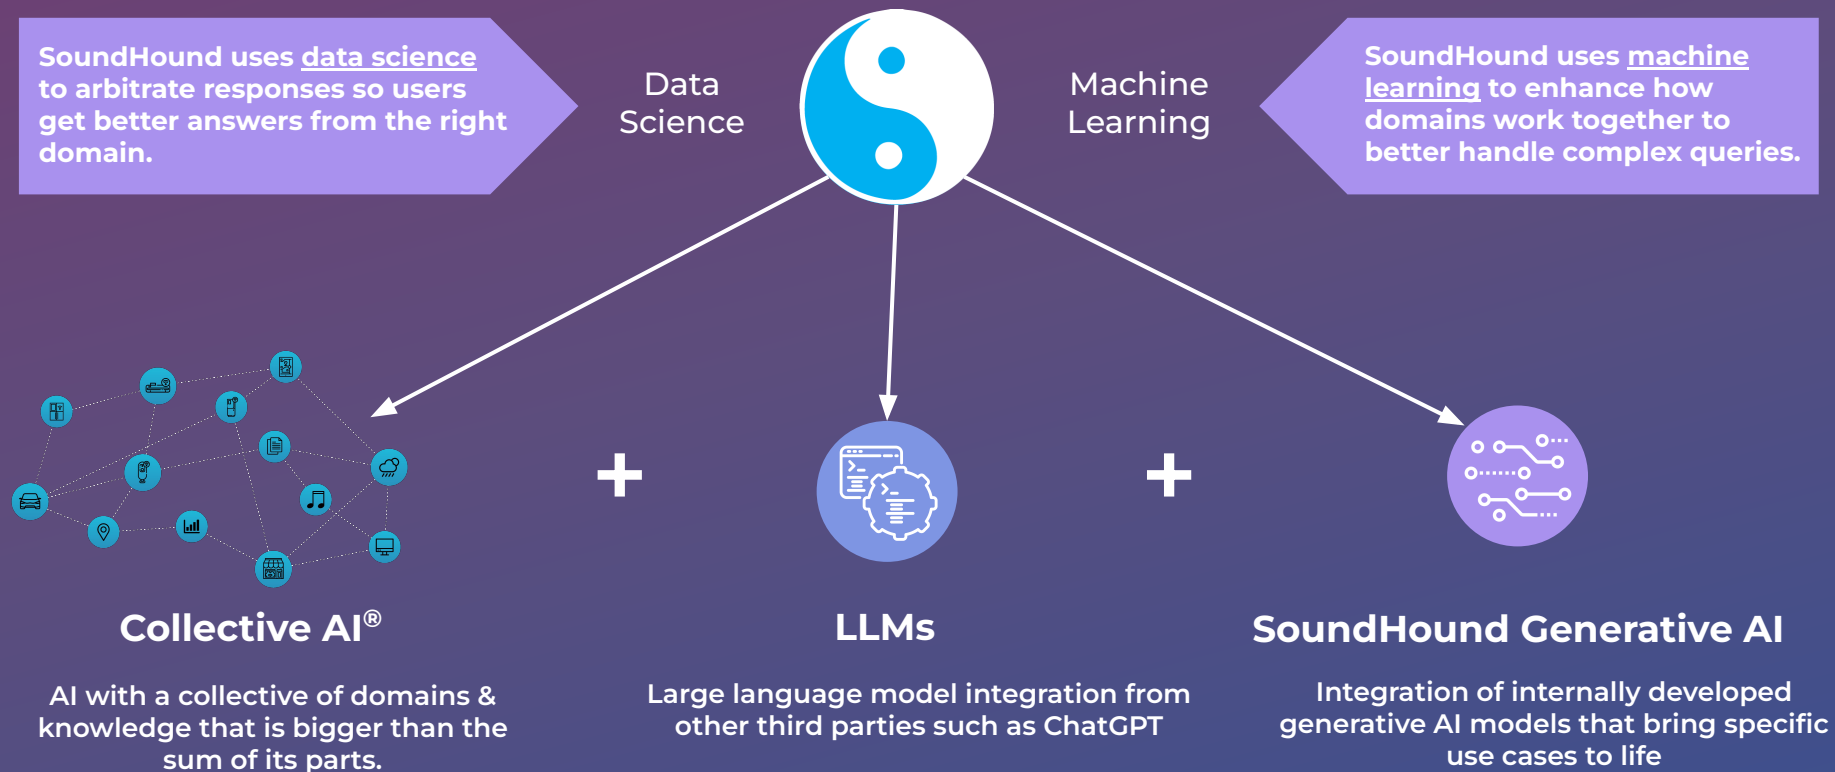 SoundHound uses data science
to arbitrate responses so users
get better answers from the right
domain.
Data
Science
Machine
Learning
SoundHound uses machine
learning to enhance how
domains work together to
better handle complex queries.
Collective AI®
AI with a collective of domains &
knowledge that is bigger than the
sum of its parts.
LLMs
Large language model integration from
other third parties such as ChatGPT
SoundHound Generative AI
Integration of internally developed
generative AI models that bring specific
use cases to life